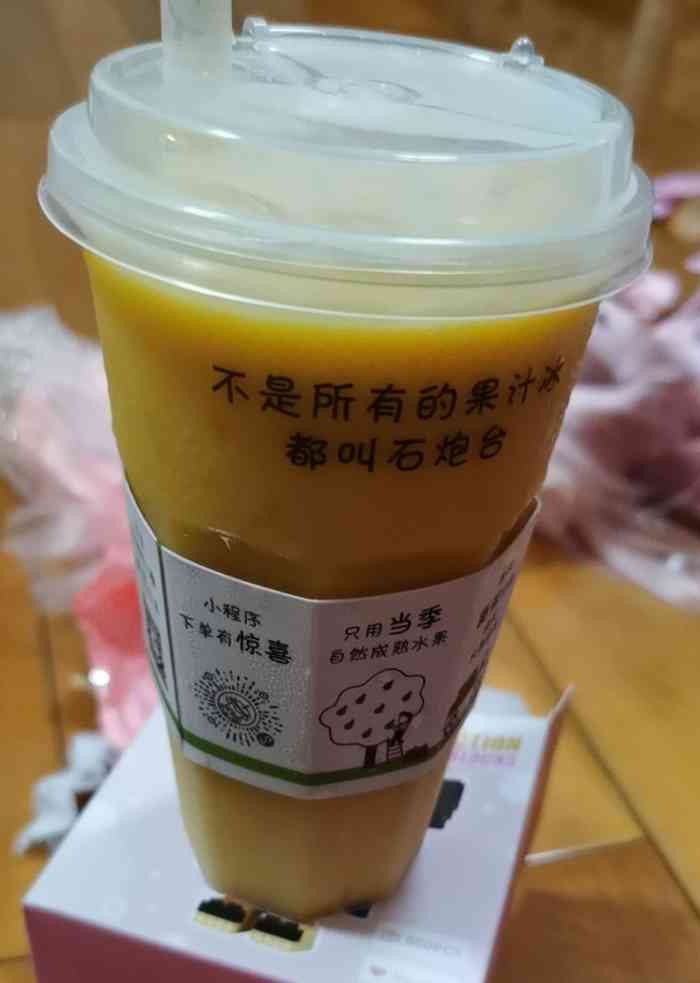 不是所有的果汁冰
都叫石炮台
小程序
下单有惊喜
只用当季
自然成熟水果